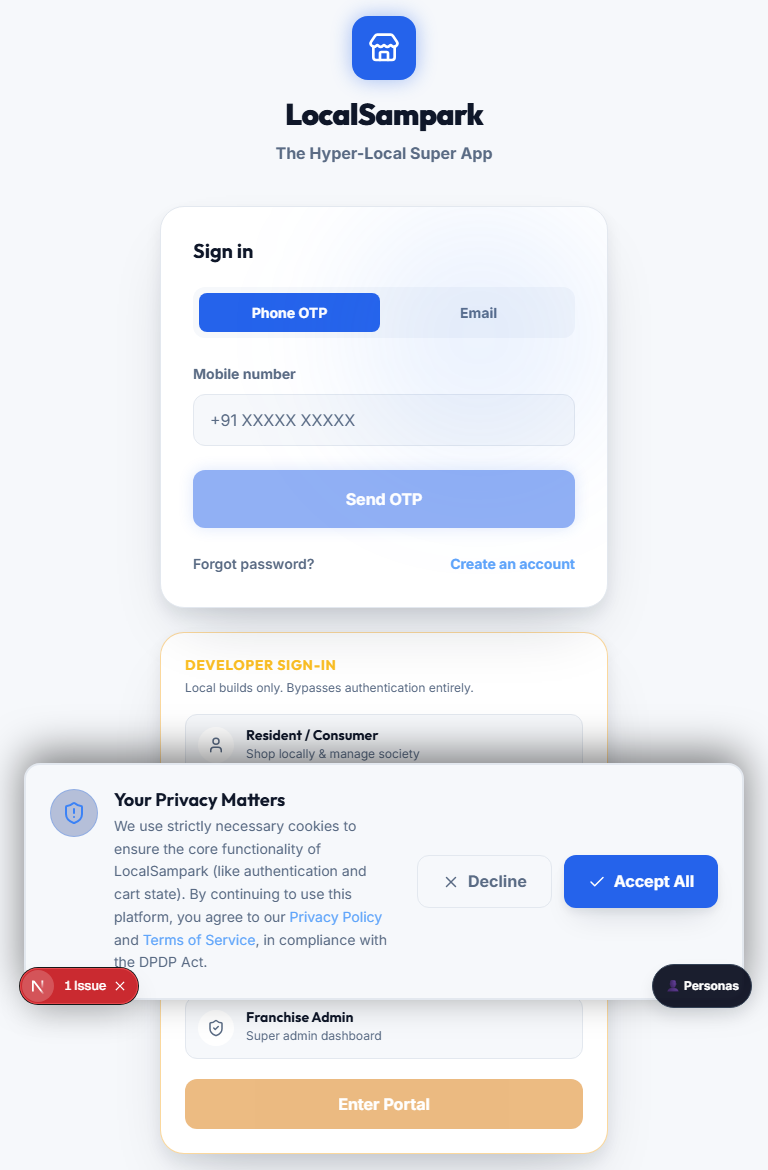 LocalSampark
The Hyper-Local Super App
Sign in
Phone OTP
Email
Mobile number
+91 XXXXX XXXXX
Send OTP
Forgot password?
Create an account
DEVELOPER SIGN-IN
Local builds only. Bypasses authentication entirely.
Resident / Consumer
Shop locally & manage society
Your Privacy Matters
We use strictly necessary cookies to
ensure the core functionality of
LocalSampark (like authentication and
cart state). By continuing to use this
platform, you agree to our Privacy Policy
and Terms of Service, in compliance with
the DPDP Act.
Decline
Accept All
N
1 Issue
Personas
Franchise Admin
Super admin dashboard
Enter Portal